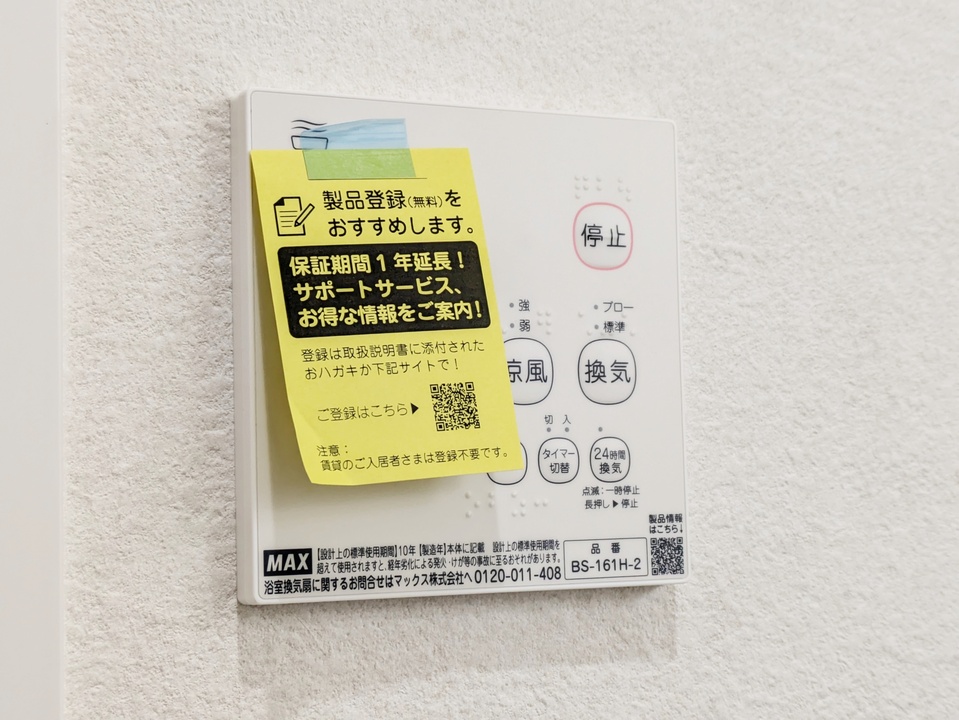 製品登録(無料)を
おすすめします。
保証期間1年延長！
サポートサービス、
お得な情報をご案内！
登録は取扱説明書に添付された
おハガキか下記サイトで！
ご登録はこちら▶
注意：
賃貸のご入居者さまは登録不要です。
停止
強
弱
ブロー
標準
涼風
換気
切 入
タイマー
切替
24時間
換気
点滅：一時停止
長押し▶停止
製品情報
はこちら↓
MAX
【設計上の標準使用期間】10年【製造年】本体に記載 設計上の標準使用期間を
超えて使用されますと、経年劣化による発火・けが等の事故に至るおそれがあります。
浴室換気扇に関するお問合せはマックス株式会社へ 0120-011-408
品番
BS-161H-2